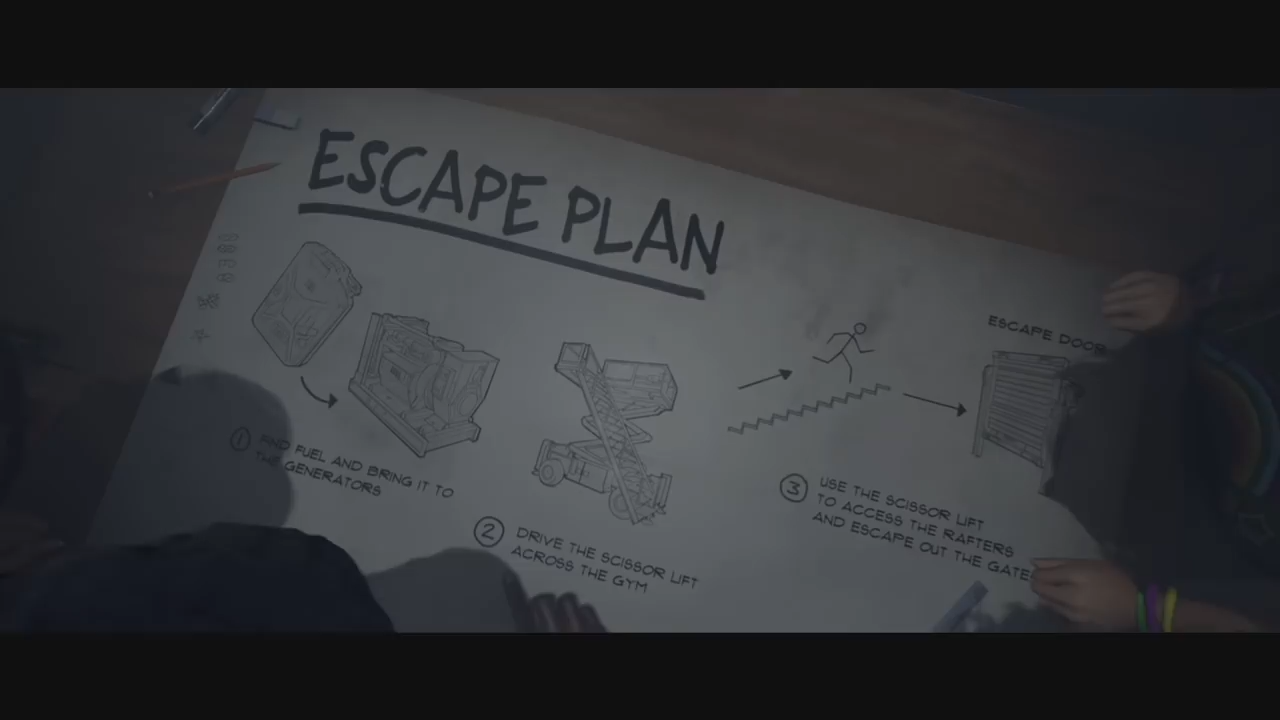 ESCAPE PLAN
ESCAPE DOOR
1 FIND FUEL AND BRING IT TO
THE GENERATORS
2 DRIVE THE SCISSOR LIFT
ACROSS THE GYM
3 USE THE SCISSOR LIFT
TO ACCESS THE RAFTERS
AND ESCAPE OUT THE GATE